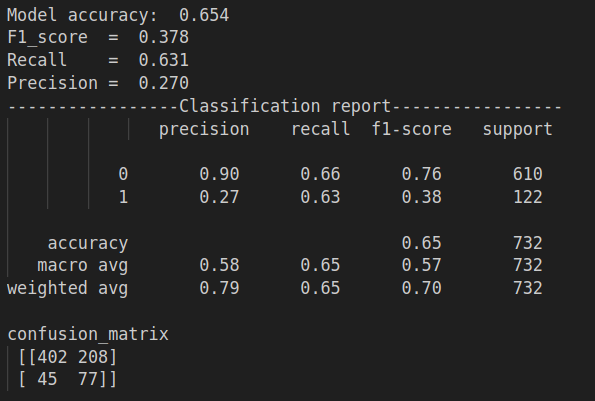 Model accuracy:  0.654
F1_score  =  0.378
Recall    =  0.631
Precision =  0.270
-----------------Classification report-----------------
               precision    recall  f1-score   support

           0       0.90      0.66      0.76       610
           1       0.27      0.63      0.38       122

    accuracy                           0.65       732
   macro avg       0.58      0.65      0.57       732
weighted avg       0.79      0.65      0.70       732

confusion_matrix
 [[402 208]
 [ 45  77]]